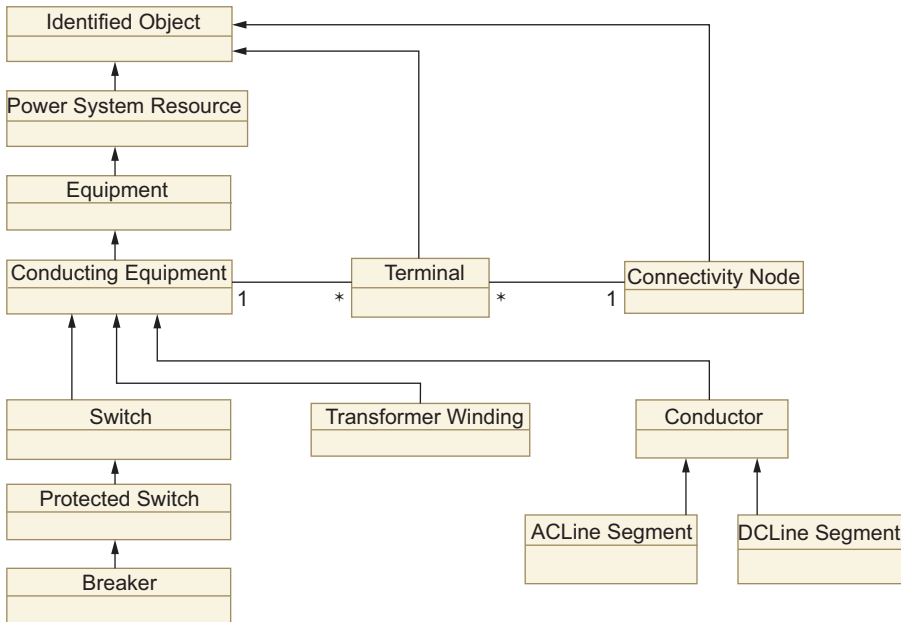 Identified Object
Power System Resource
Equipment
Conducting Equipment
1
*
Terminal
*
1
Connectivity Node
Switch
Transformer Winding
Conductor
Protected Switch
ACLine Segment
DCLine Segment
Breaker